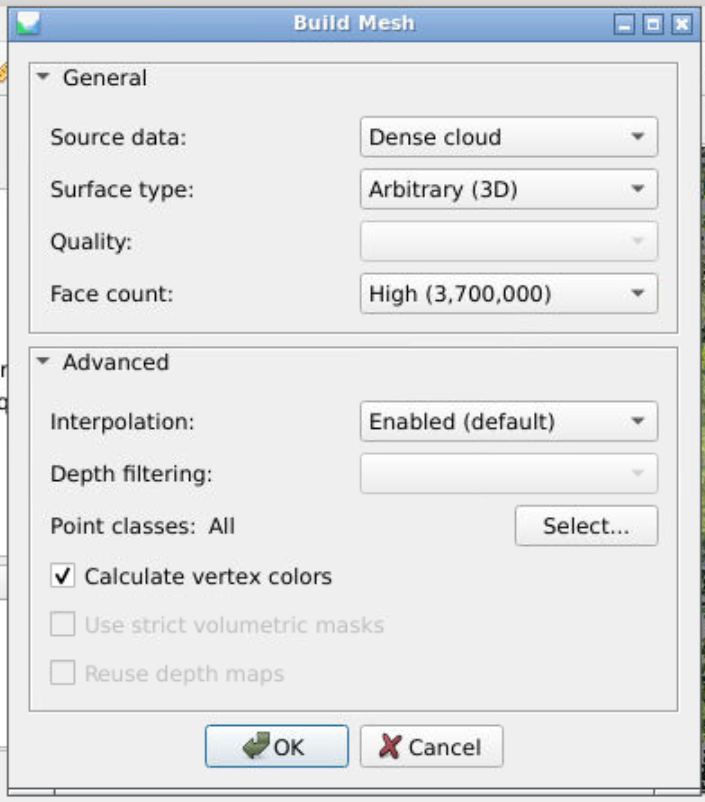 Build Mesh
General
Source data: Dense cloud
Surface type: Arbitrary (3D)
Quality:
Face count: High (3,700,000)
Advanced
Interpolation: Enabled (default)
Depth filtering:
Point classes: All Select...
Calculate vertex colors
Use strict volumetric masks
Reuse depth maps
OK Cancel